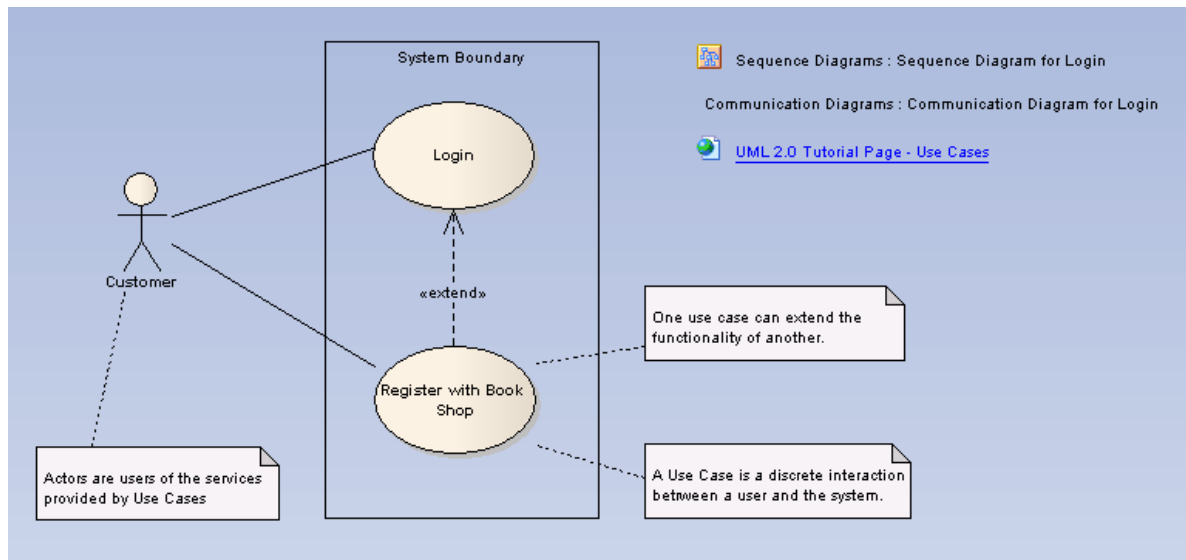 System Boundary
Sequence Diagrams : Sequence Diagram for Login
Communication Diagrams : Communication Diagram for Login
UML 2.0 Tutorial Page - Use Cases
Login
Customer
«extend»
One use case can extend the
functionality of another.
Register with Book
Shop
Actors are users of the services
provided by Use Cases
A Use Case is a discrete interaction
between a user and the system.